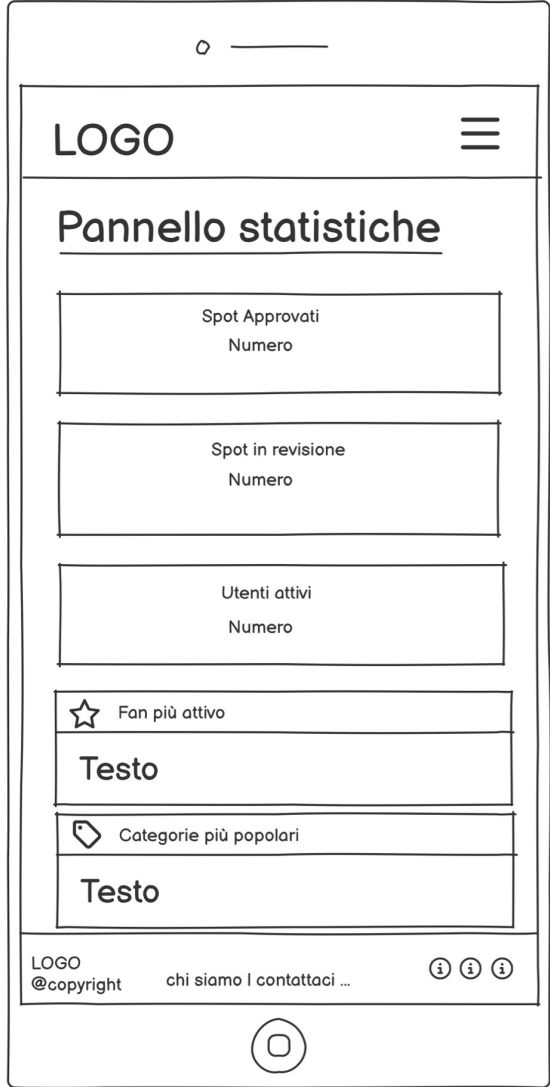 LOGO
Pannello statistiche
Spot Approvati
Numero
Spot in revisione
Numero
Utenti attivi
Numero
Fan più attivo
Testo
Categorie più popolari
Testo
LOGO
@copyright
chi siamo | contattaci ...
i i i